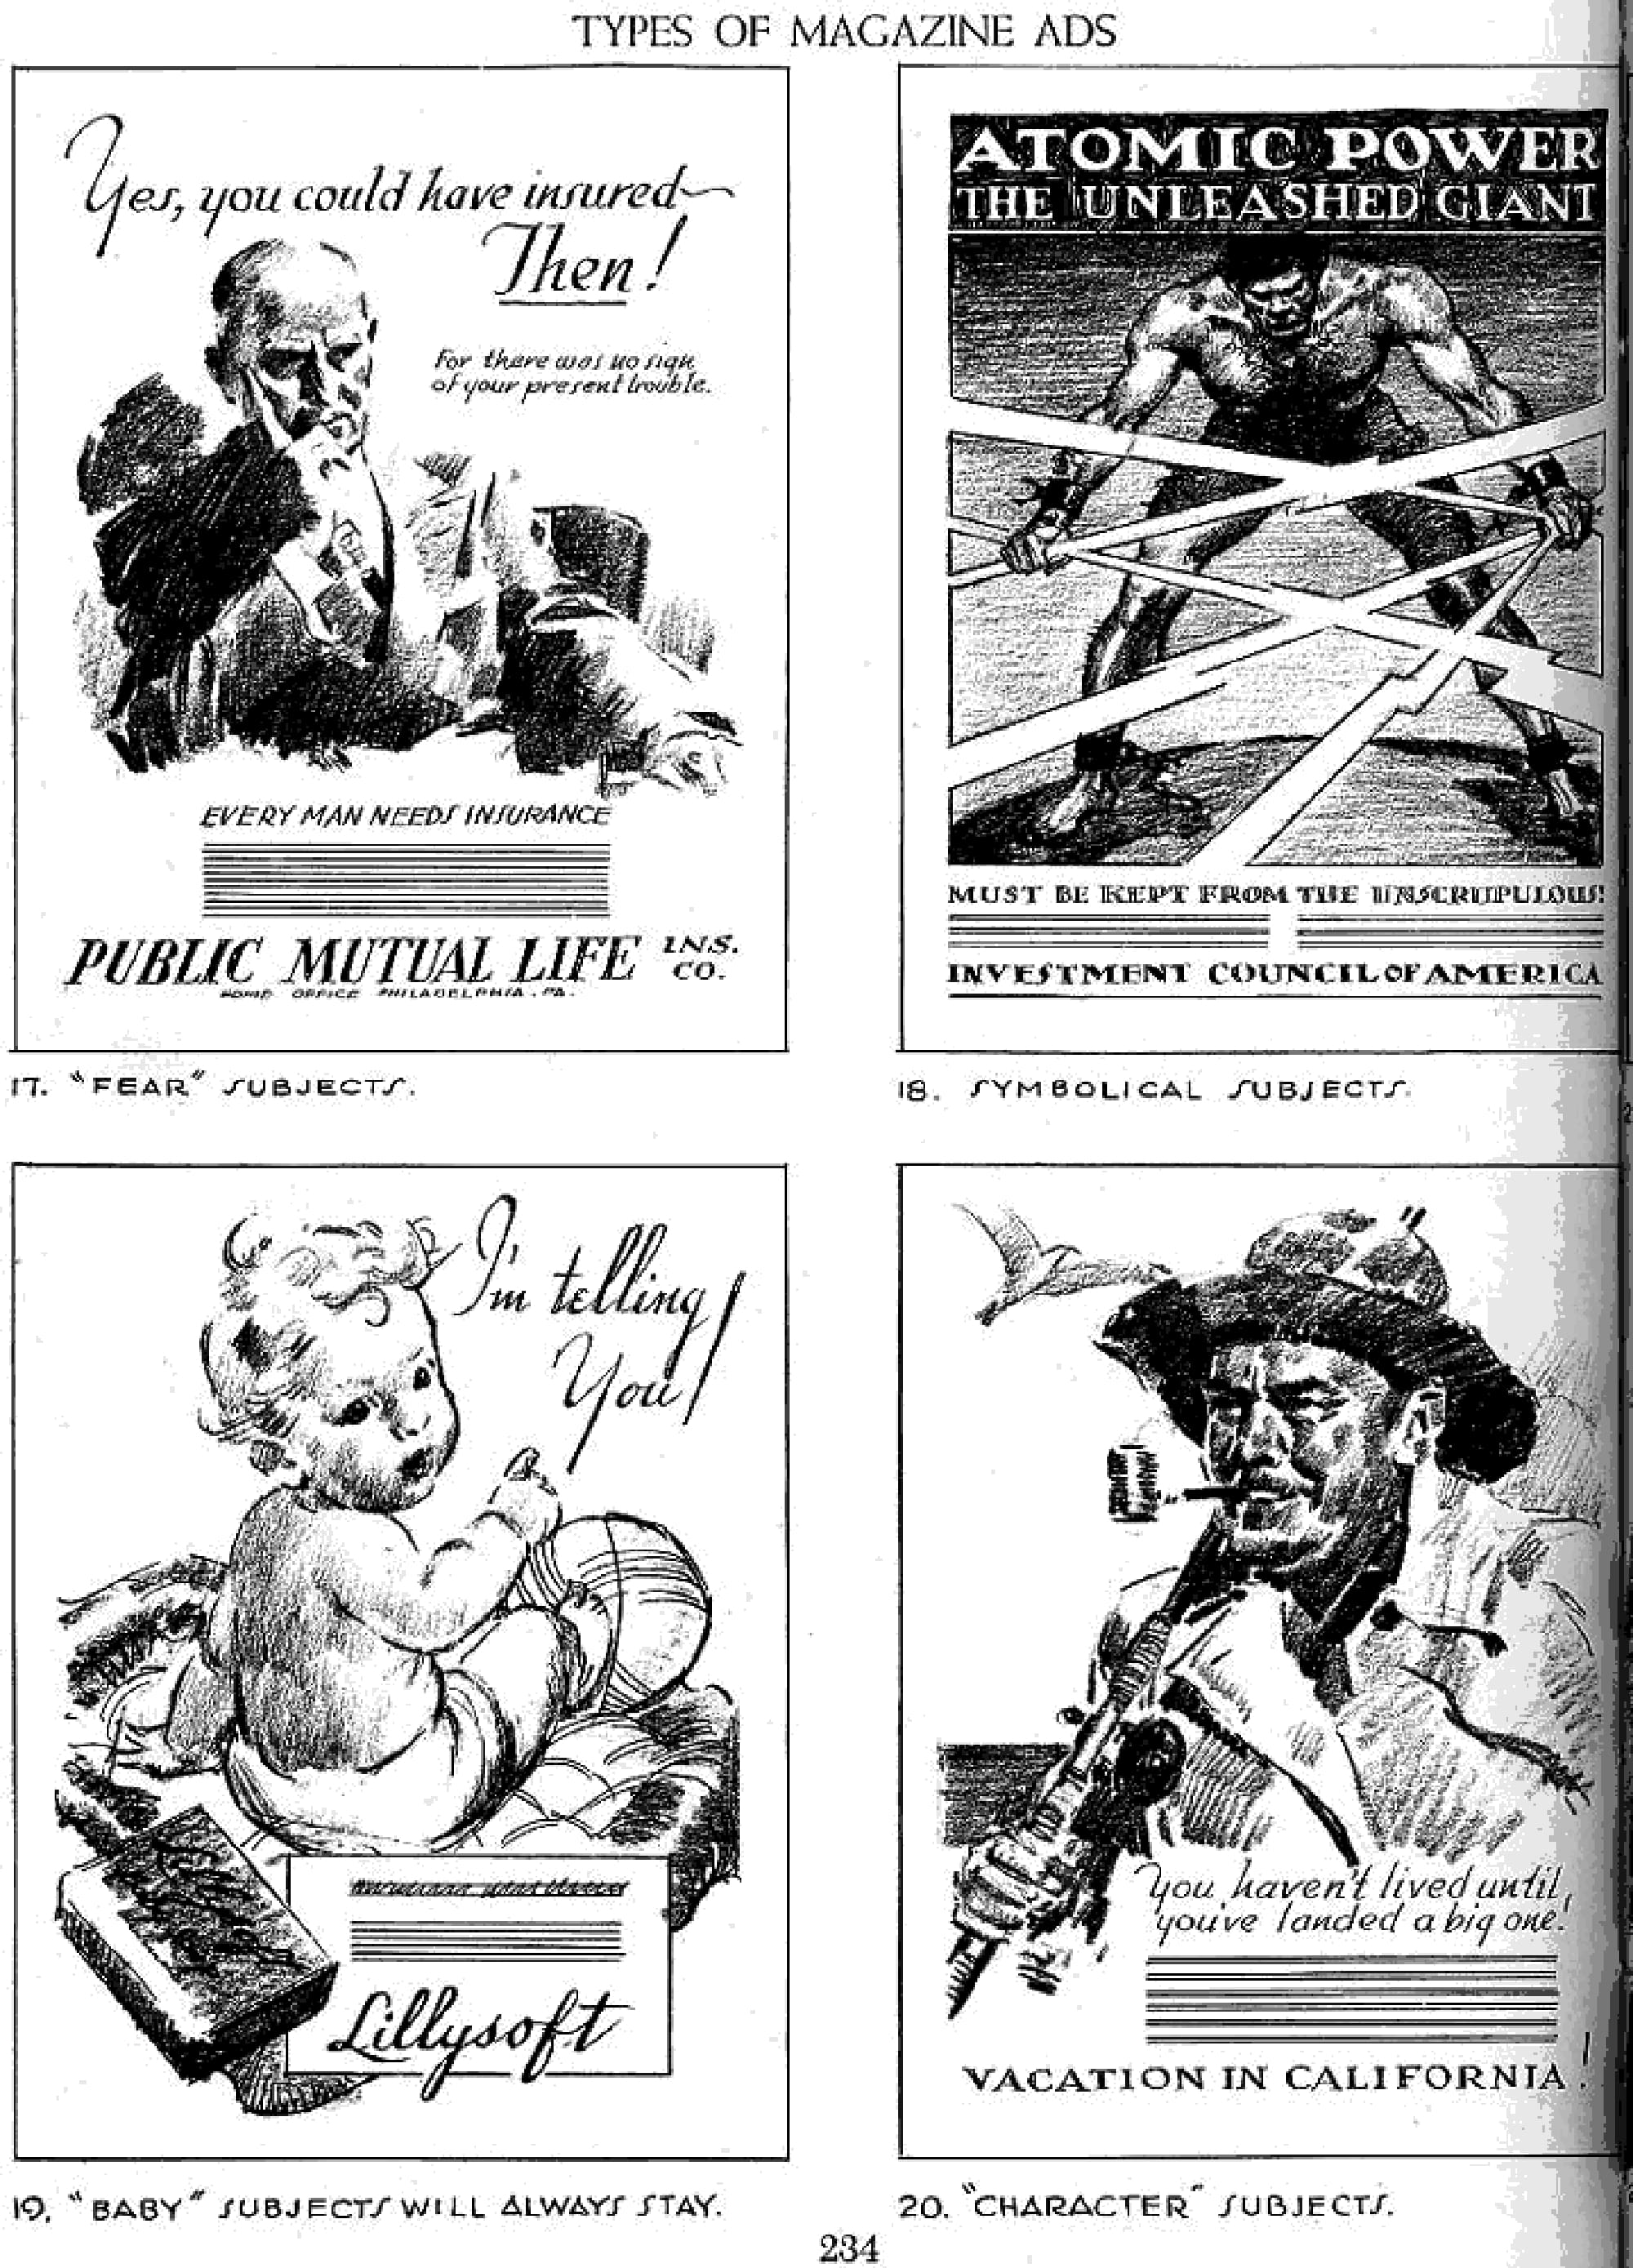 TYPES OF MAGAZINE ADS
Yes, you could have insured
Then!
For there was no sign
of your present trouble.
EVERY MAN NEEDS INSURANCE
PUBLIC MUTUAL LIFE INS.
CO.
HOME OFFICE PHILADELPHIA, PA.
17. "FEAR" SUBJECTS.
ATOMIC POWER
THE UNLEASHED GIANT
MUST BE KEPT FROM THE UNSCRUPULOUS!
INVESTMENT COUNCIL OF AMERICA
18. SYMBOLICAL SUBJECTS.
I'm telling
You!
Lillysoft
19. "BABY" SUBJECTS WILL ALWAYS STAY.
You haven't lived until
you've landed a big one!
VACATION IN CALIFORNIA!
20. "CHARACTER" SUBJECTS.
234